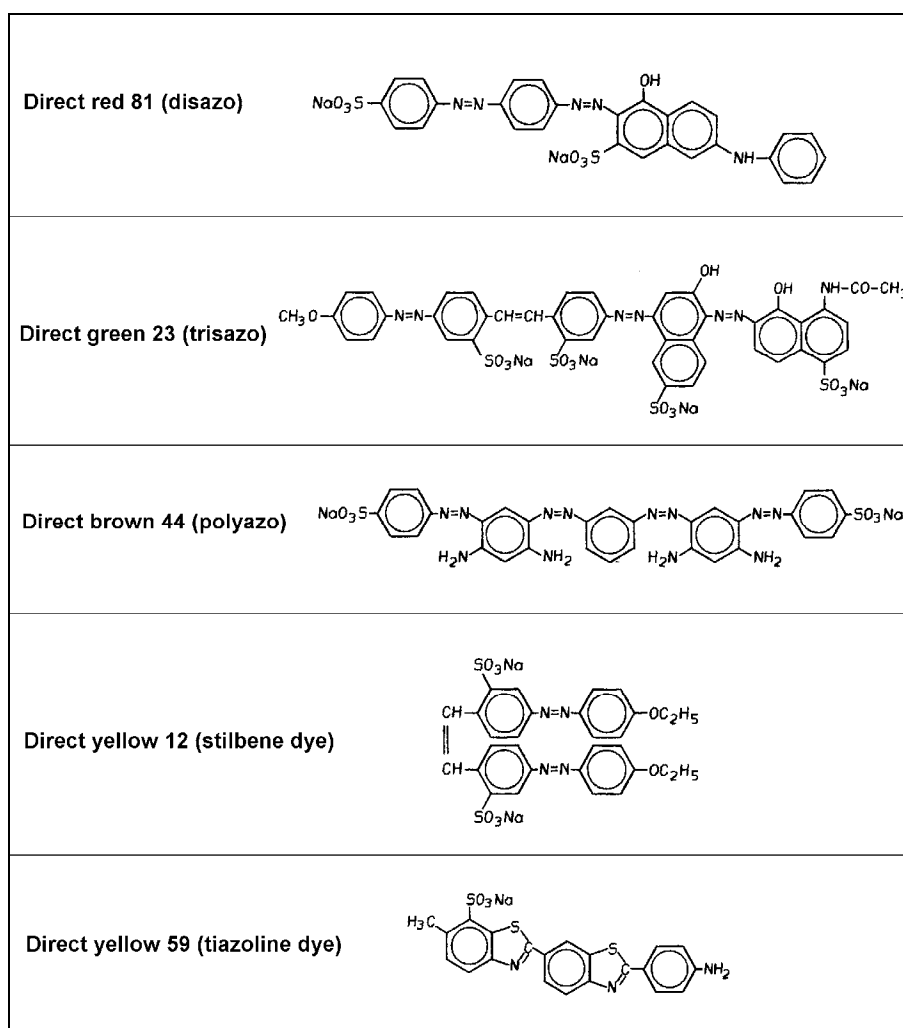 Direct red 81 (disazo)
OH
NaO3S
N=N
N=N
NaO3S
NH
Direct green 23 (trisazo)
OH
OH
NH-CO-CH3
CH3O
N=N
CH=CH
N=N
N=N
SO3Na
SO3Na
SO3Na
SO3Na
Direct brown 44 (polyazo)
NaO3S
N=N
N=N
N=N
N=N
SO3Na
H2N
NH2
H2N
NH2
Direct yellow 12 (stilbene dye)
SO3Na
CH
N=N
OC2H5
CH
N=N
OC2H5
SO3Na
Direct yellow 59 (tiazoline dye)
SO3Na
H3C
S
C
N
S
C
N
NH2